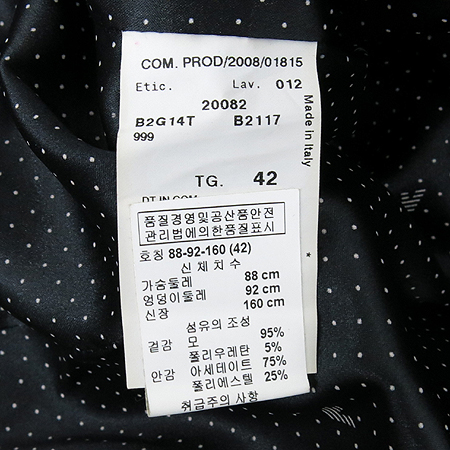 COM. PROD/2008/01815
Etic. Lav. 012
20082
B2G14T B2117
999
Made in Italy
TG. 42
DT.IN.COM
품질경영및공산품안전
관리법에의한품질표시
호칭 88-92-160 (42)
신체치수
가슴둘레 88 cm
엉덩이둘레 92 cm
신장 160 cm
섬유의 조성
겉감 모 95%
폴리우레탄 5%
안감 아세테이트 75%
폴리에스텔 25%
취급주의 사항